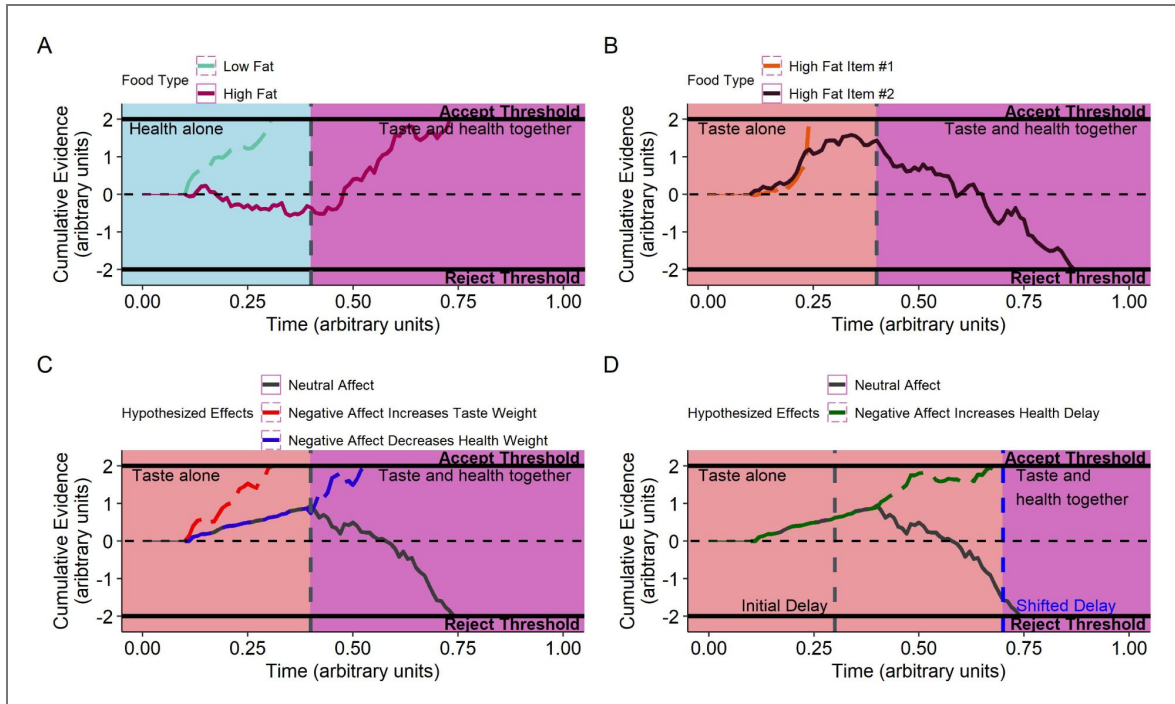 A
Food Type
Low Fat
High Fat
Accept Threshold
Health alone
Taste and health together
Cumulative Evidence
(aribtrary units)
2
1
0
-1
-2
Reject Threshold
0.00
0.25
0.50
0.75
1.00
Time (arbitrary units)
B
Food Type
High Fat Item #1
High Fat Item #2
Accept Threshold
Taste alone
Taste and health together
Cumulative Evidence
(aribtrary units)
2
1
0
-1
-2
Reject Threshold
0.00
0.25
0.50
0.75
1.00
Time (arbitrary units)
C
Hypothesized Effects
Neutral Affect
Negative Affect Increases Taste Weight
Negative Affect Decreases Health Weight
Accept Threshold
Taste alone
Taste and health together
Cumulative Evidence
(aribtrary units)
2
1
0
-1
-2
Reject Threshold
0.00
0.25
0.50
0.75
1.00
Time (arbitrary units)
D
Hypothesized Effects
Neutral Affect
Negative Affect Increases Health Delay
Accept Threshold
Taste alone
Taste and
health together
Cumulative Evidence
(aribtrary units)
2
1
0
-1
-2
Initial Delay
Shifted Delay
Reject Threshold
0.00
0.25
0.50
0.75
1.00
Time (arbitrary units)